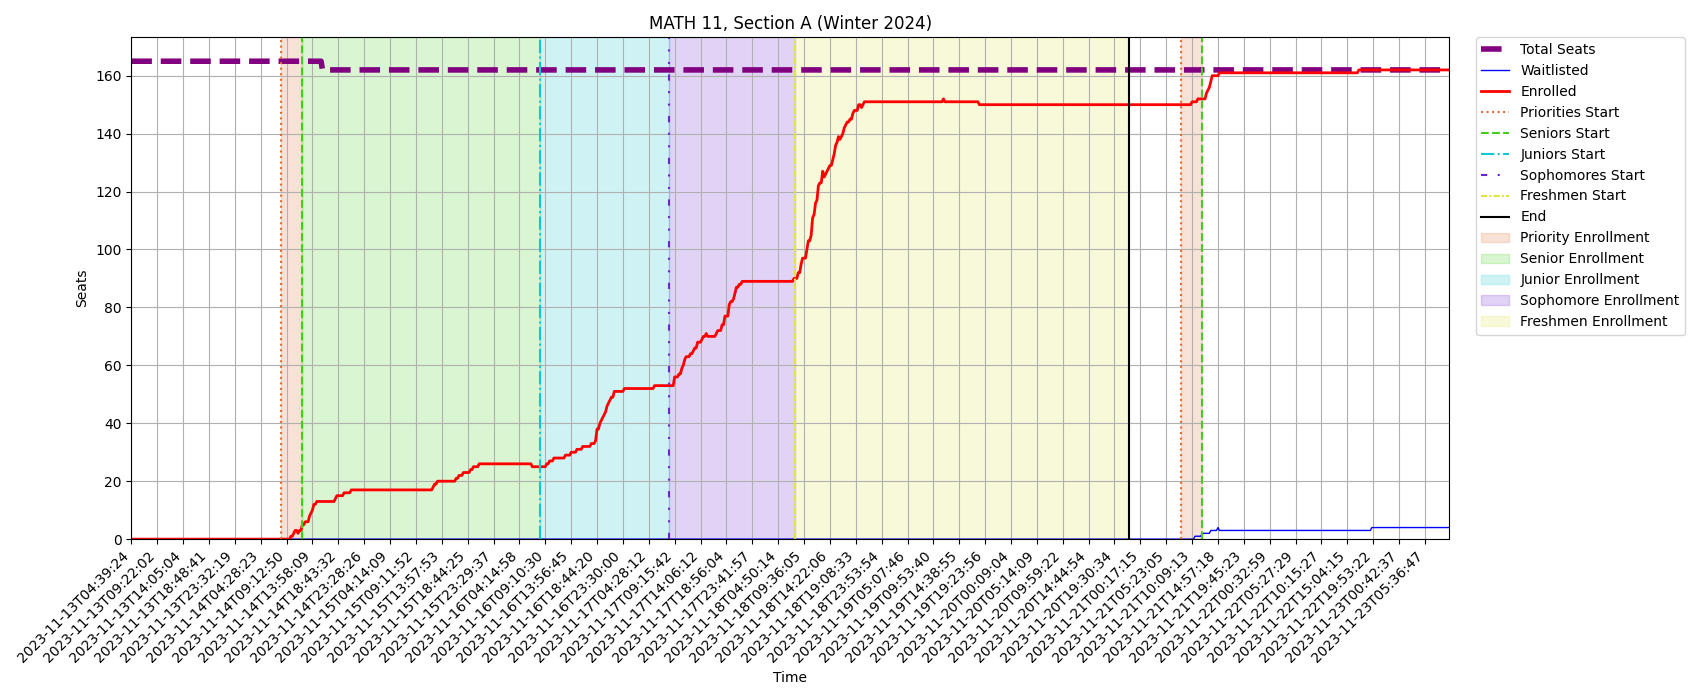 MATH 11, Section A (Winter 2024)
Seats
160
140
120
100
80
60
40
20
0
2023-11-13T04:39:24
2023-11-13T09:22:02
2023-11-13T14:05:04
2023-11-13T18:48:41
2023-11-13T23:32:19
2023-11-14T04:28:23
2023-11-14T09:12:50
2023-11-14T13:58:09
2023-11-14T18:43:32
2023-11-14T23:28:26
2023-11-15T04:14:09
2023-11-15T09:11:52
2023-11-15T13:57:53
2023-11-15T18:44:25
2023-11-15T23:29:37
2023-11-16T04:14:58
2023-11-16T09:10:30
2023-11-16T13:56:45
2023-11-16T18:44:20
2023-11-16T23:30:00
2023-11-17T04:28:12
2023-11-17T09:15:42
2023-11-17T14:06:12
2023-11-17T18:56:04
2023-11-17T23:41:57
2023-11-18T04:50:14
2023-11-18T09:36:05
2023-11-18T14:22:06
2023-11-18T19:08:33
2023-11-18T23:53:54
2023-11-19T05:07:46
2023-11-19T09:53:40
2023-11-19T14:38:55
2023-11-19T19:23:56
2023-11-20T00:09:04
2023-11-20T05:14:09
2023-11-20T09:59:22
2023-11-20T14:44:54
2023-11-20T19:30:34
2023-11-21T00:17:15
2023-11-21T05:23:05
2023-11-21T10:09:13
2023-11-21T14:57:18
2023-11-21T19:45:23
2023-11-22T00:32:59
2023-11-22T05:27:29
2023-11-22T10:15:27
2023-11-22T15:04:15
2023-11-22T19:53:22
2023-11-23T00:42:37
2023-11-23T05:36:47
Time
Total Seats
Waitlisted
Enrolled
Priorities Start
Seniors Start
Juniors Start
Sophomores Start
Freshmen Start
End
Priority Enrollment
Senior Enrollment
Junior Enrollment
Sophomore Enrollment
Freshmen Enrollment